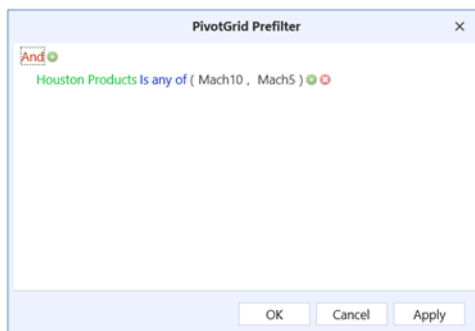 PivotGrid Prefilter
And
Houston Products Is any of ( Mach10 , Mach5 )
OK Cancel Apply